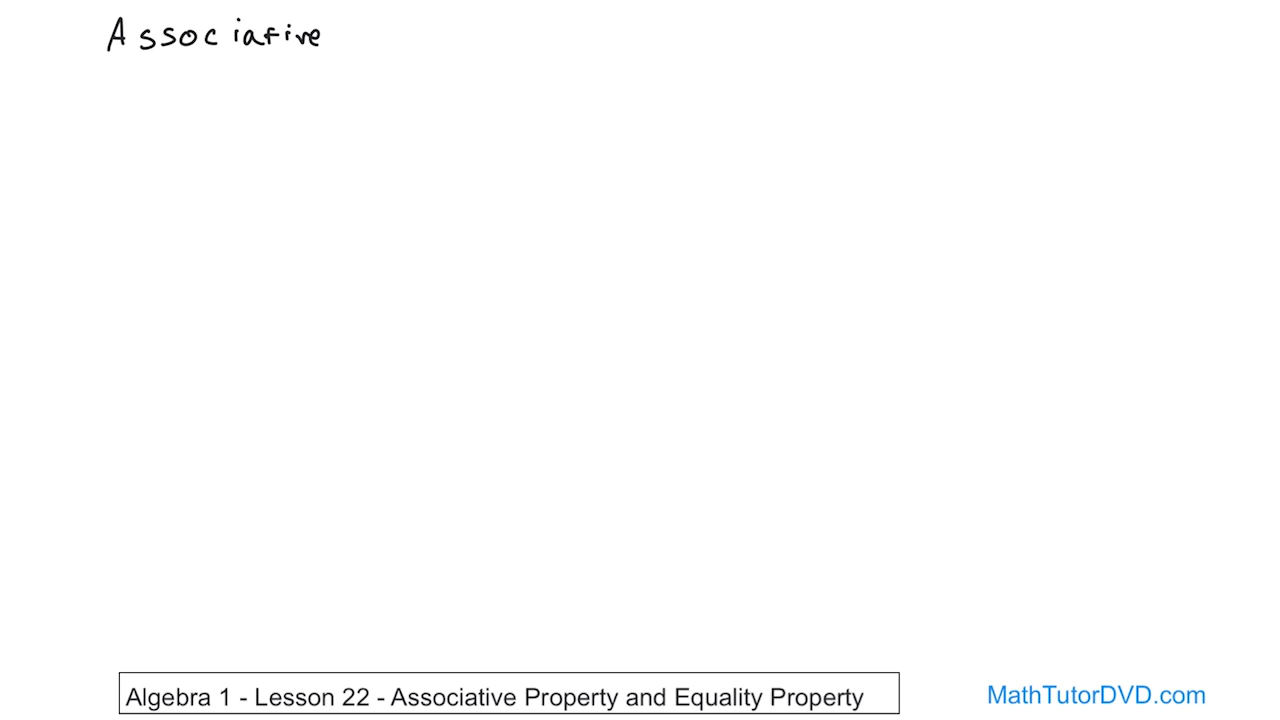 Associative
Algebra 1 - Lesson 22 - Associative Property and Equality Property
MathTutorDVD.com